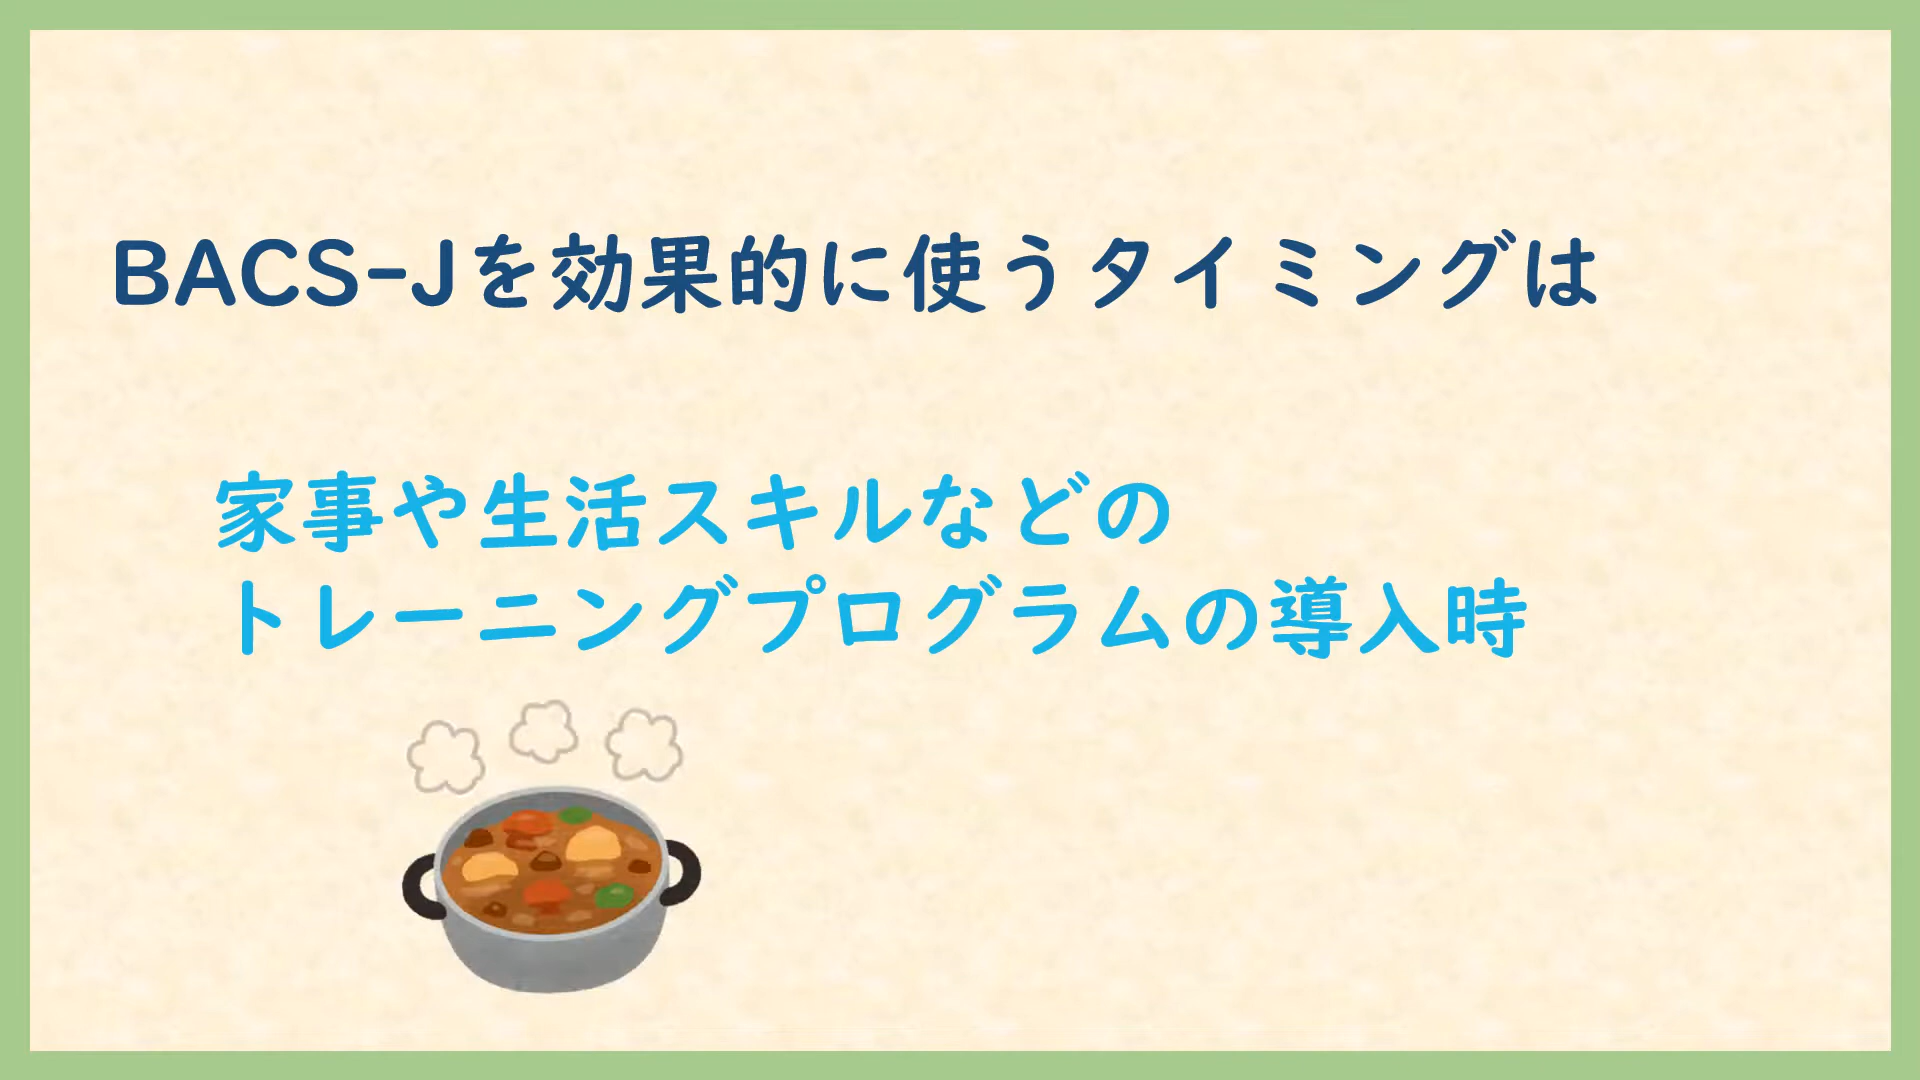 BACS-Jを効果的に使うタイミングは
家事や生活スキルなどの
トレーニングプログラムの導入時